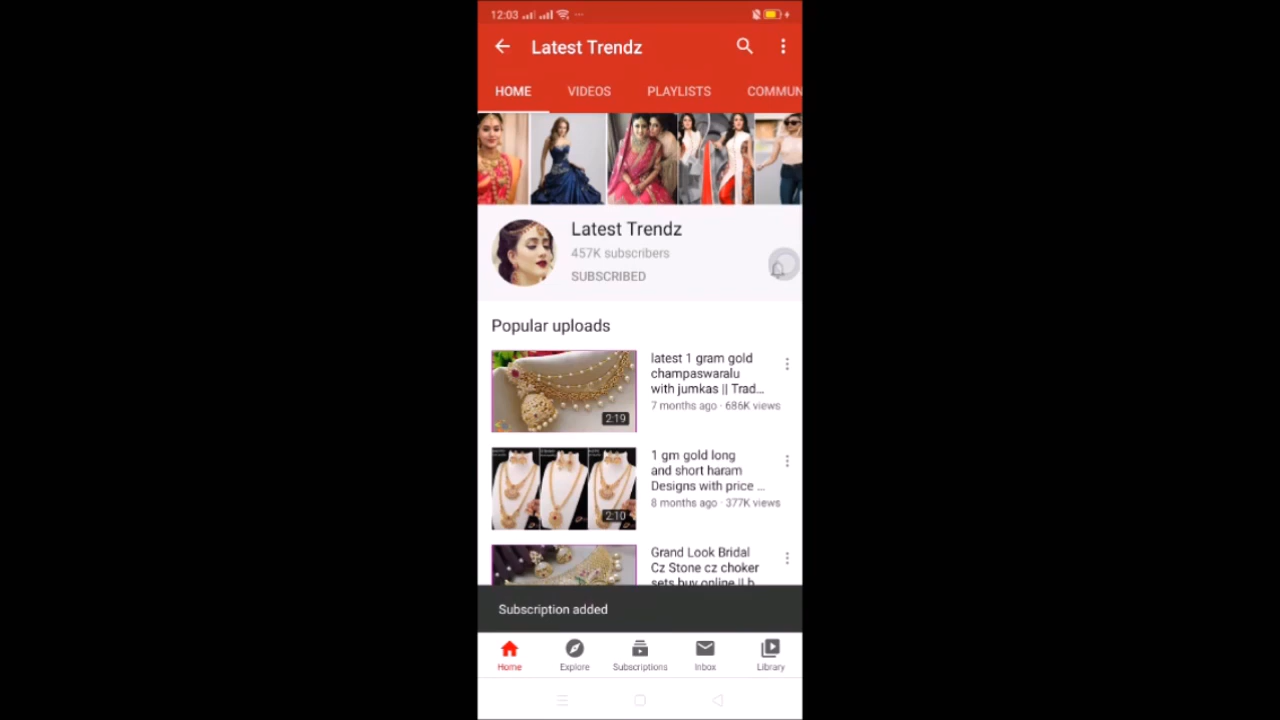 12:03
Latest Trendz
HOME VIDEOS PLAYLISTS COMMUN
Latest Trendz
457K subscribers
SUBSCRIBED
Popular uploads
latest 1 gram gold
champaswaralu
with jumkas || Trad...
7 months ago · 686K views
2:19
1 gm gold long
and short haram
Designs with price ...
8 months ago · 377K views
2:10
Grand Look Bridal
Cz Stone cz choker
sets buy online ||
Subscription added
Home Explore Subscriptions Inbox Library